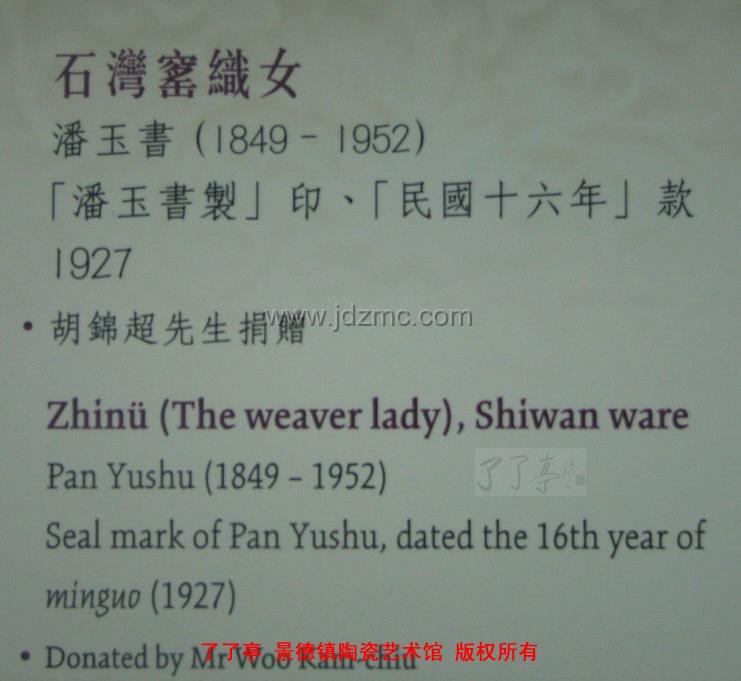 石灣窰織女
潘玉書 (1849 – 1952)
「潘玉書製」印、「民國十六年」款
1927
• 胡錦超先生捐贈
www.jdzmc.com
Zhinü (The weaver lady), Shiwan ware
Pan Yushu (1849 – 1952)
了了亭
Seal mark of Pan Yushu, dated the 16th year of
minguo (1927)
• Donated by Mr Woo Kam-chiu
了了亭 景德镇陶瓷艺术馆 版权所有